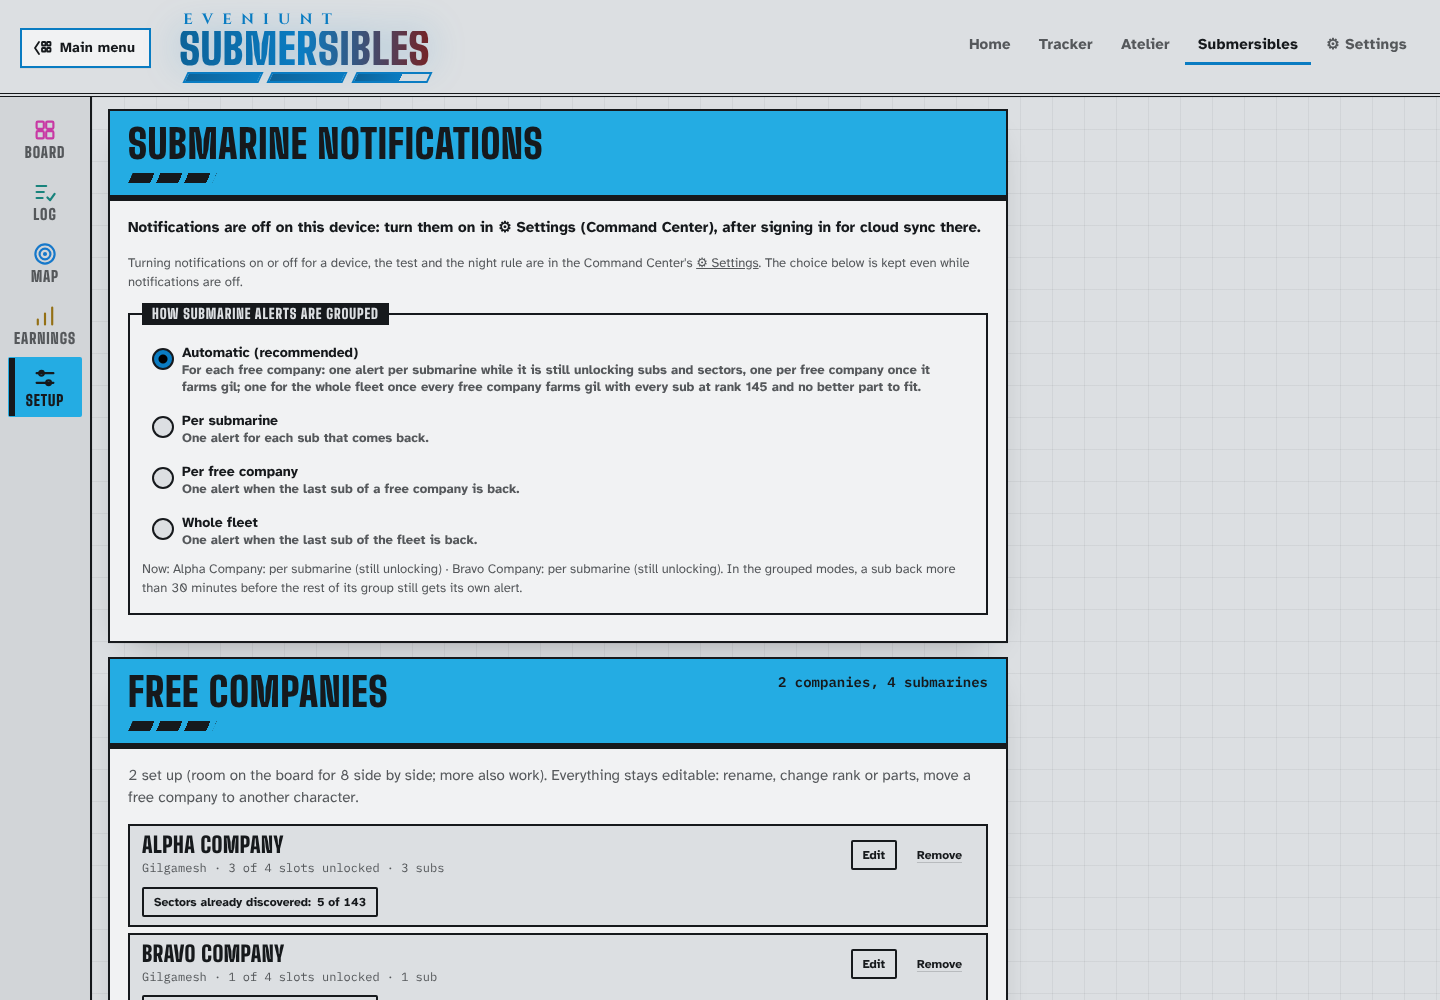 Main menu
EVENIUNT
SUBMERSIBLES
Home
Tracker
Atelier
Submersibles
⚙ Settings
BOARD
LOG
MAP
EARNINGS
SETUP
SUBMARINE NOTIFICATIONS
Notifications are off on this device: turn them on in ⚙ Settings (Command Center), after signing in for cloud sync there.
Turning notifications on or off for a device, the test and the night rule are in the Command Center's ⚙ Settings. The choice below is kept even while
notifications are off.
HOW SUBMARINE ALERTS ARE GROUPED
Automatic (recommended)
For each free company: one alert per submarine while it is still unlocking subs and sectors, one per free company once it
farms gil; one for the whole fleet once every free company farms gil with every sub at rank 145 and no better part to fit.
Per submarine
One alert for each sub that comes back.
Per free company
One alert when the last sub of a free company is back.
Whole fleet
One alert when the last sub of the fleet is back.
Now: Alpha Company: per submarine (still unlocking) · Bravo Company: per submarine (still unlocking). In the grouped modes, a sub back more
than 30 minutes before the rest of its group still gets its own alert.
FREE COMPANIES
2 companies, 4 submarines
2 set up (room on the board for 8 side by side; more also work). Everything stays editable: rename, change rank or parts, move a
free company to another character.
ALPHA COMPANY
Gilgamesh · 3 of 4 slots unlocked · 3 subs
Edit
Remove
Sectors already discovered: 5 of 143
BRAVO COMPANY
Gilgamesh · 1 of 4 slots unlocked · 1 sub
Edit
Remove